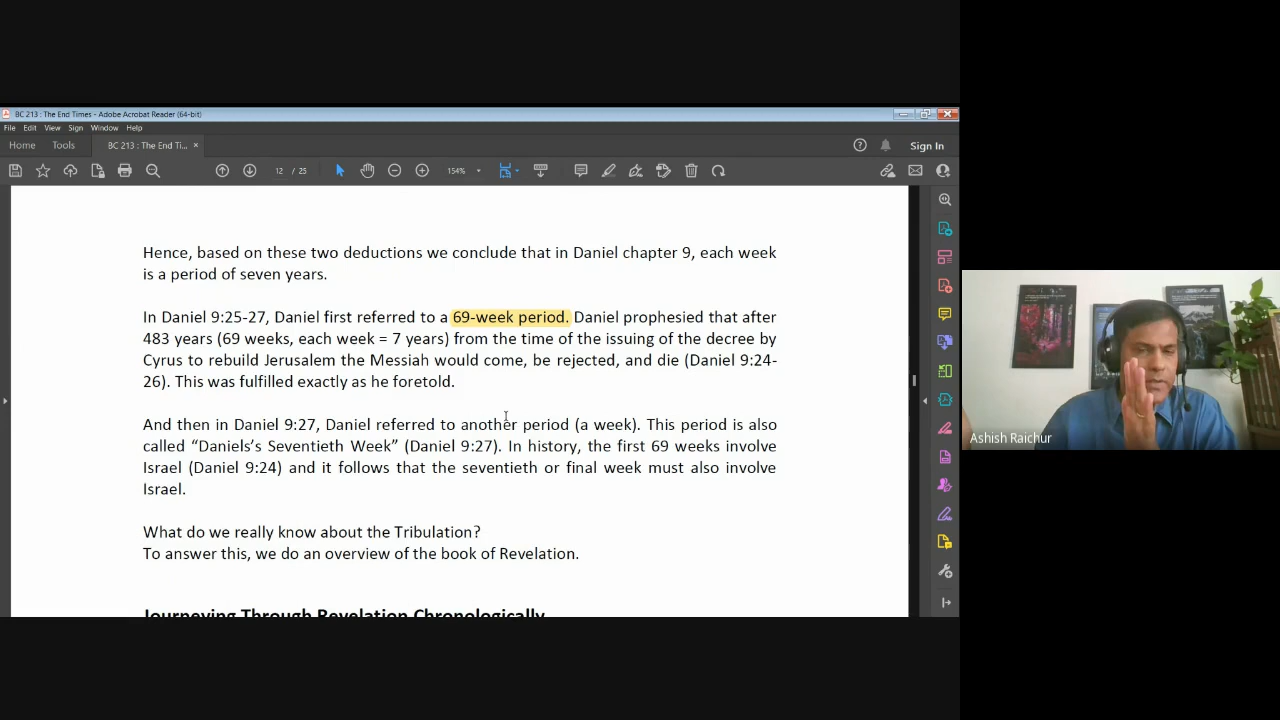 BC 213 : The End Times - Adobe Acrobat Reader (64-bit)
File Edit View Sign Window Help
Home Tools BC 213 : The End Ti... × Sign In
12 / 25 154%
Hence, based on these two deductions we conclude that in Daniel chapter 9, each week
is a period of seven years.
In Daniel 9:25-27, Daniel first referred to a 69-week period. Daniel prophesied that after
483 years (69 weeks, each week = 7 years) from the time of the issuing of the decree by
Cyrus to rebuild Jerusalem the Messiah would come, be rejected, and die (Daniel 9:24-
26). This was fulfilled exactly as he foretold.
And then in Daniel 9:27, Daniel referred to another period (a week). This period is also
called “Daniels’s Seventieth Week” (Daniel 9:27). In history, the first 69 weeks involve
Israel (Daniel 9:24) and it follows that the seventieth or final week must also involve
Israel.
What do we really know about the Tribulation?
To answer this, we do an overview of the book of Revelation.
Journeying Through Revelation Chronologically
Ashish Raichur